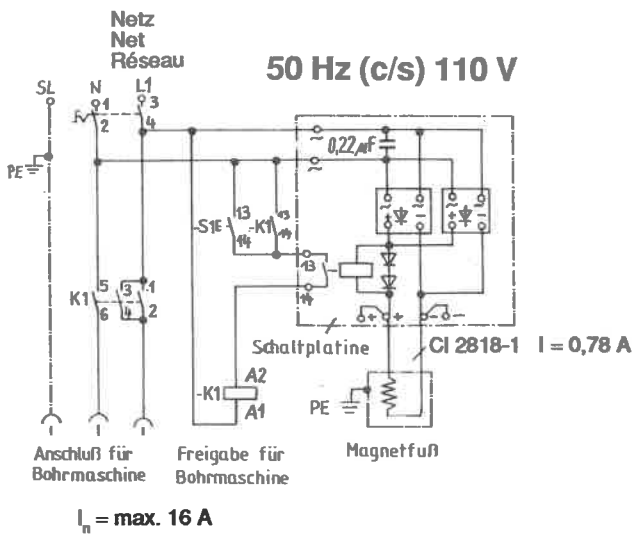 Netz
Net
Réseau
50 Hz (c/s) 110 V
SL N L1
1 3
2 4
PE
~
0,22µF
~
~ ~ ~ ~
+ − + −
-S1E 13 -K1 13
14 14
13
14
K1 5 3 1
6 4 2
+ + − −
Schaltplatine
CI 2818-1 I = 0,78 A
-K1 A2
A1
PE
Anschluß für
Bohrmaschine
Freigabe für
Bohrmaschine
Magnetfuß
In = max. 16 A